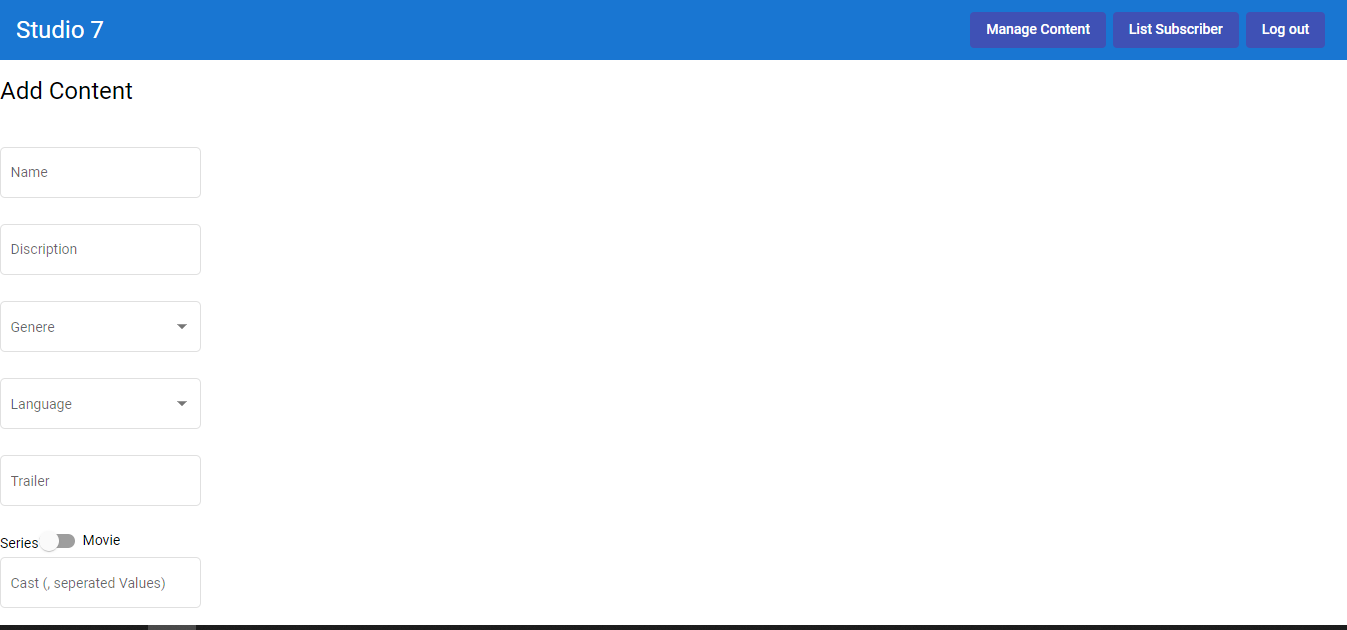 Studio 7
Manage Content
List Subscriber
Log out
Add Content
Name
Discription
Genere
Language
Trailer
Series
Movie
Cast (, seperated Values)